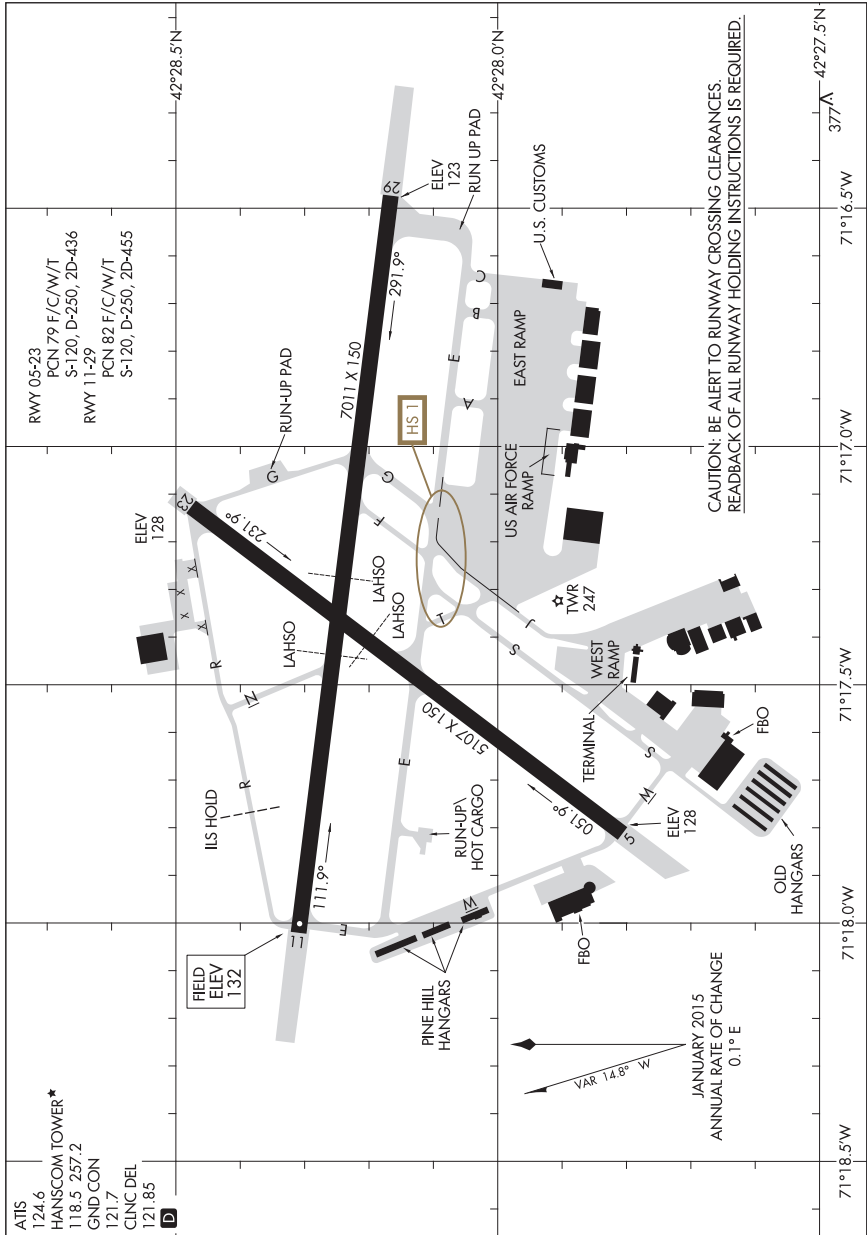 ATIS
124.6
HANSCOM TOWER★
118.5 257.2
GND CON
121.7
CLNC DEL
121.85
D
RWY 05-23
PCN 79 F/C/W/T
S-120, D-250, 2D-436
RWY 11-29
PCN 82 F/C/W/T
S-120, D-250, 2D-455
42°28.5'N
42°28.0'N
42°27.5'N
FIELD
ELEV
132
11
111.9°
ILS HOLD
R
R
N
LAHSO
LAHSO
LAHSO
X
X
X
X
ELEV
128
23
231.9°
RUN-UP PAD
G
G
F
7011 X 150
291.9°
29
ELEV
123
RUN UP PAD
HS 1
E
E
E
A
B
C
T
J
S
S
M
M
5107 X 150
051.9°
5
ELEV
128
RUN-UP\
HOT CARGO
PINE HILL
HANGARS
FBO
FBO
OLD
HANGARS
TERMINAL
WEST
RAMP
TWR
247
US AIR FORCE
RAMP
EAST RAMP
U.S. CUSTOMS
VAR 14.8° W
JANUARY 2015
ANNUAL RATE OF CHANGE
0.1° E
CAUTION: BE ALERT TO RUNWAY CROSSING CLEARANCES.
READBACK OF ALL RUNWAY HOLDING INSTRUCTIONS IS REQUIRED.
377
71°18.5'W
71°18.0'W
71°17.5'W
71°17.0'W
71°16.5'W